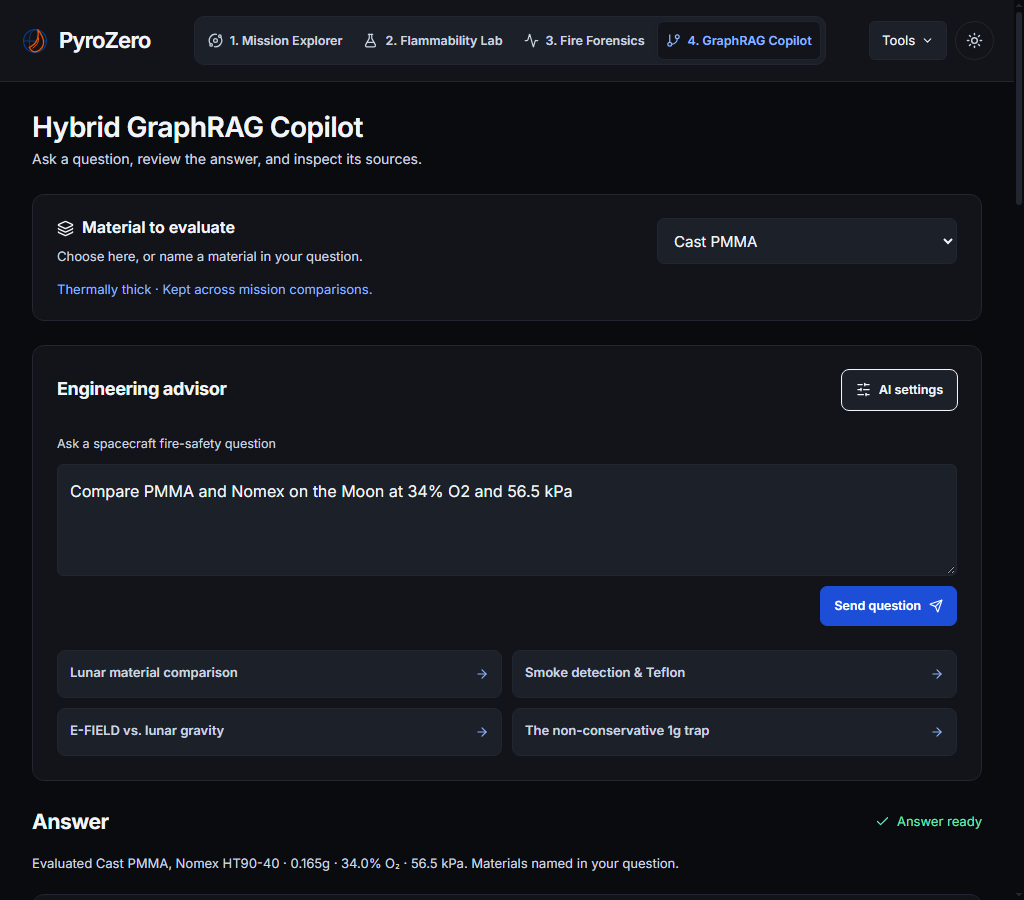 PyroZero
1. Mission Explorer
2. Flammability Lab
3. Fire Forensics
4. GraphRAG Copilot
Tools
Hybrid GraphRAG Copilot
Ask a question, review the answer, and inspect its sources.
Material to evaluate
Choose here, or name a material in your question.
Thermally thick · Kept across mission comparisons.
Cast PMMA
Engineering advisor
AI settings
Ask a spacecraft fire-safety question
Compare PMMA and Nomex on the Moon at 34% O2 and 56.5 kPa
Send question
Lunar material comparison
Smoke detection & Teflon
E-FIELD vs. lunar gravity
The non-conservative 1g trap
Answer
Answer ready
Evaluated Cast PMMA, Nomex HT90-40 · 0.165g · 34.0% O₂ · 56.5 kPa. Materials named in your question.